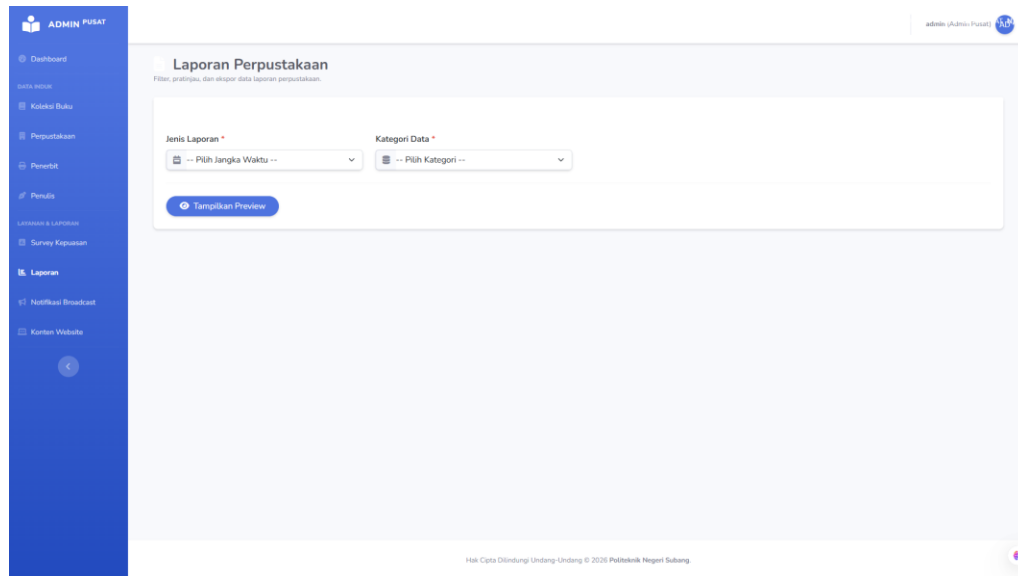 ADMIN PUSAT
admin (Admin Pusat)
Dashboard
DATA INDUK
Koleksi Buku
Perpustakaan
Penerbit
Penulis
LAYANAN & LAPORAN
Survey Kepuasan
Laporan
Notifikasi Broadcast
Konten Website
Laporan Perpustakaan
Filter, pratinjau, dan ekspor data laporan perpustakaan.
Jenis Laporan *
Kategori Data *
-- Pilih Jangka Waktu --
-- Pilih Kategori --
Tampilkan Preview
Hak Cipta Dilindungi Undang-Undang © 2026 Politeknik Negeri Subang.